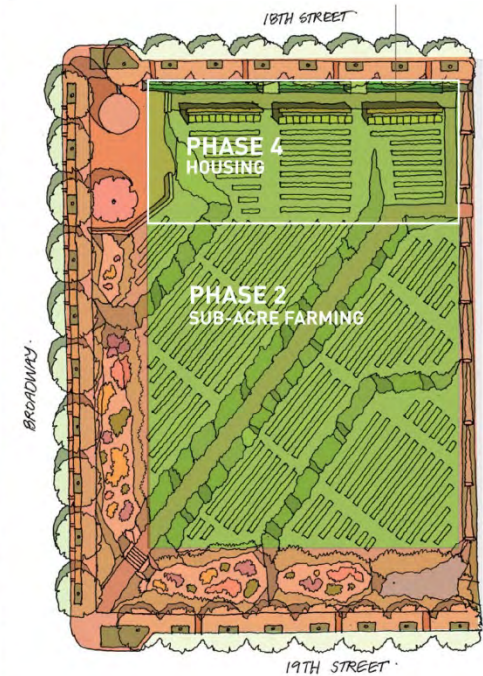 18TH STREET
PHASE 4
HOUSING
PHASE 2
SUB-ACRE FARMING
BROADWAY.
19TH STREET.